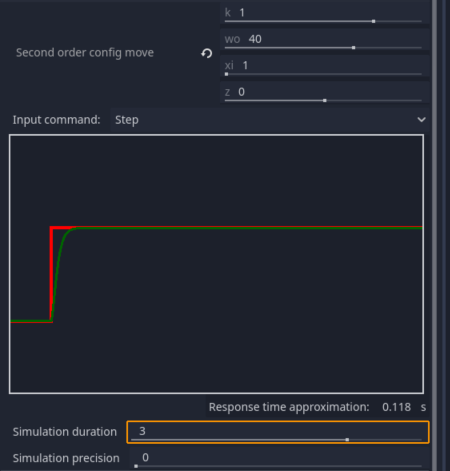 k 1
Second order config move
wo 40
xi 1
z 0
Input command: Step
Response time approximation: 0.118 s
Simulation duration 3
Simulation precision 0